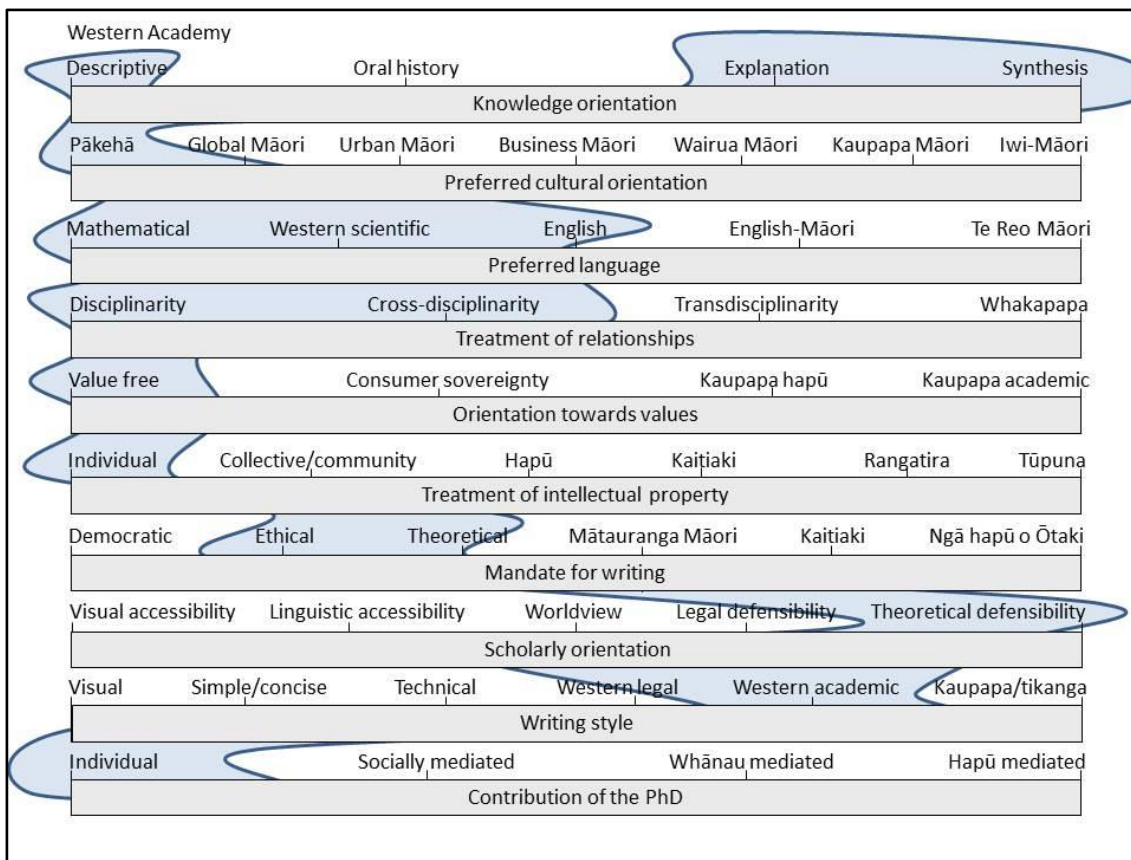 Western Academy
Descriptive Oral history Explanation Synthesis
Knowledge orientation
Pākehā Global Māori Urban Māori Business Māori Wairua Māori Kaupapa Māori Iwi-Māori
Preferred cultural orientation
Mathematical Western scientific English English-Māori Te Reo Māori
Preferred language
Disciplinarity Cross-disciplinarity Transdisciplinarity Whakapapa
Treatment of relationships
Value free Consumer sovereignty Kaupapa hapū Kaupapa academic
Orientation towards values
Individual Collective/community Hapū Kaitiaki Rangatira Tūpuna
Treatment of intellectual property
Democratic Ethical Theoretical Mātauranga Māori Kaitiaki Ngā hapū o Ōtaki
Mandate for writing
Visual accessibility Linguistic accessibility Worldview Legal defensibility Theoretical defensibility
Scholarly orientation
Visual Simple/concise Technical Western legal Western academic Kaupapa/tikanga
Writing style
Individual Socially mediated Whānau mediated Hapū mediated
Contribution of the PhD